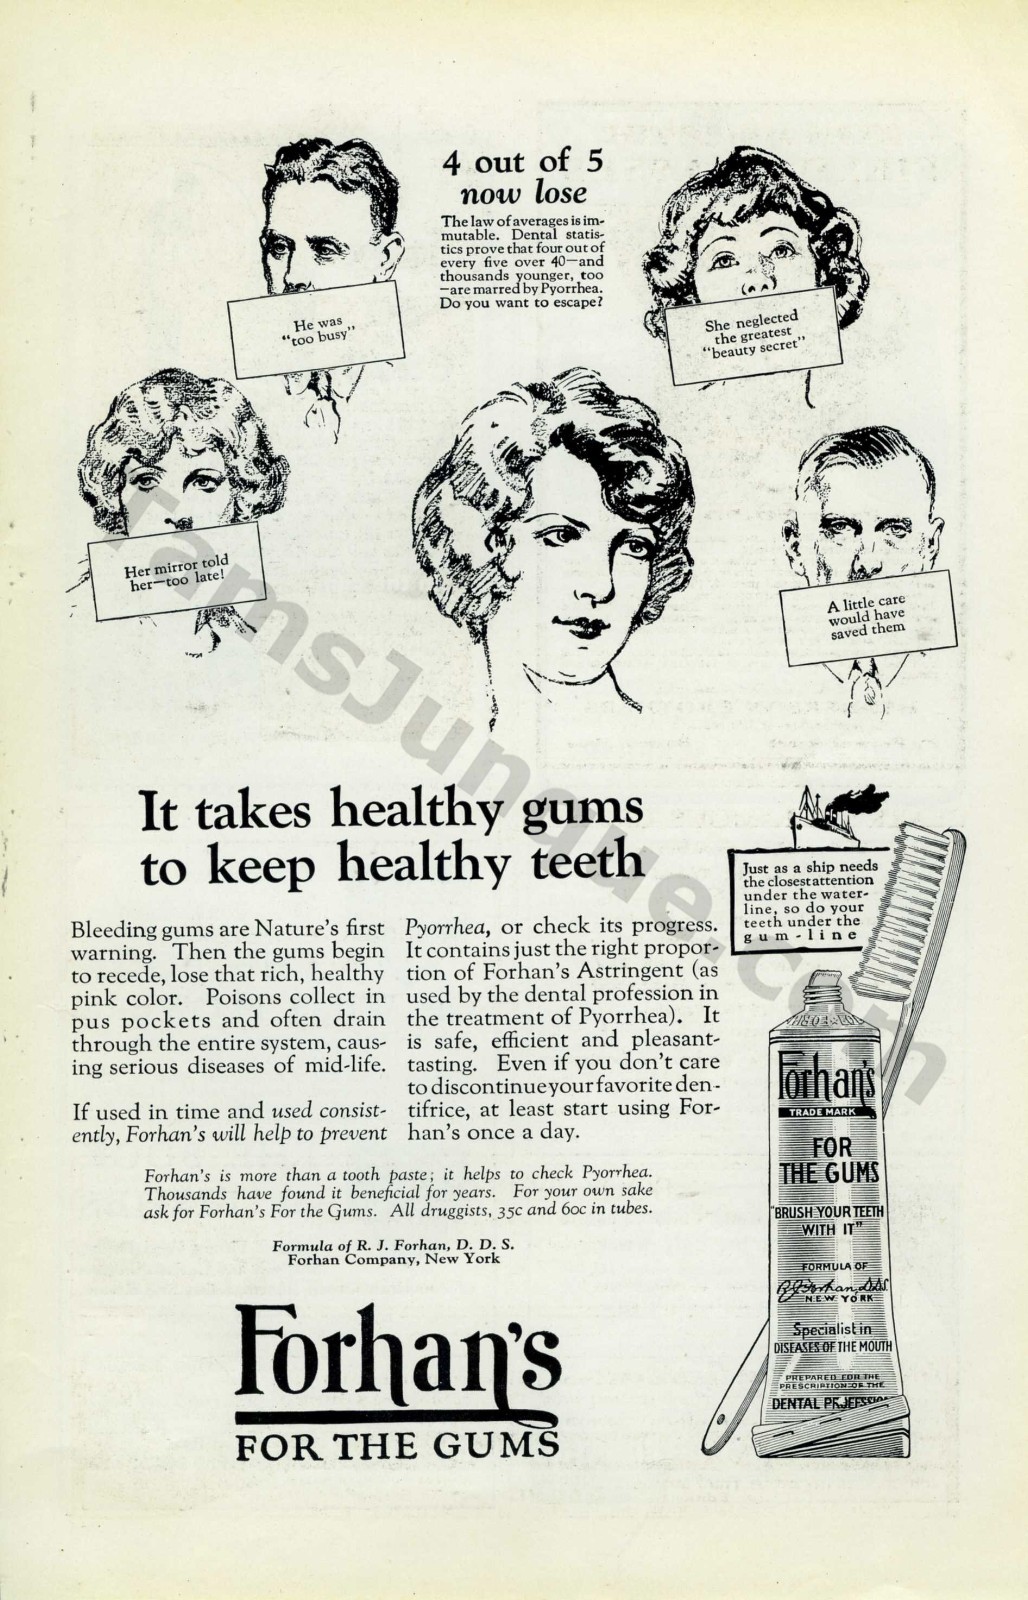 4 out of 5
now lose
The law of averages is im-
mutable. Dental statis-
tics prove that four out of
every five over 40—and
thousands younger, too
—are marred by Pyorrhea.
Do you want to escape?
He was
"too busy"
She neglected
the greatest
"beauty secret"
Her mirror told
her—too late!
A little care
would have
saved them
It takes healthy gums
to keep healthy teeth
Bleeding gums are Nature's first
warning. Then the gums begin
to recede, lose that rich, healthy
pink color. Poisons collect in
pus pockets and often drain
through the entire system, caus-
ing serious diseases of mid-life.
If used in time and used consist-
ently, Forhan's will help to prevent
Pyorrhea, or check its progress.
It contains just the right propor-
tion of Forhan's Astringent (as
used by the dental profession in
the treatment of Pyorrhea). It
is safe, efficient and pleasant-
tasting. Even if you don't care
to discontinue your favorite den-
tifrice, at least start using For-
han's once a day.
Forhan's is more than a tooth paste; it helps to check Pyorrhea.
Thousands have found it beneficial for years. For your own sake
ask for Forhan's For the Gums. All druggists, 35c and 60c in tubes.
Formula of R. J. Forhan, D. D. S.
Forhan Company, New York
Forhan's
FOR THE GUMS
Just as a ship needs
the closest attention
under the water-
line, so do your
teeth under the
gum-line
Forhan's
TRADE MARK
FOR
THE GUMS
"BRUSH YOUR TEETH
WITH IT"
FORMULA OF
R J Forhan, D.D.S.
NEW YORK
Specialist in
DISEASES OF THE MOUTH
PREPARED FOR THE
PRESCRIPTION OF THE
DENTAL PROFESSION
TamsJunque.com